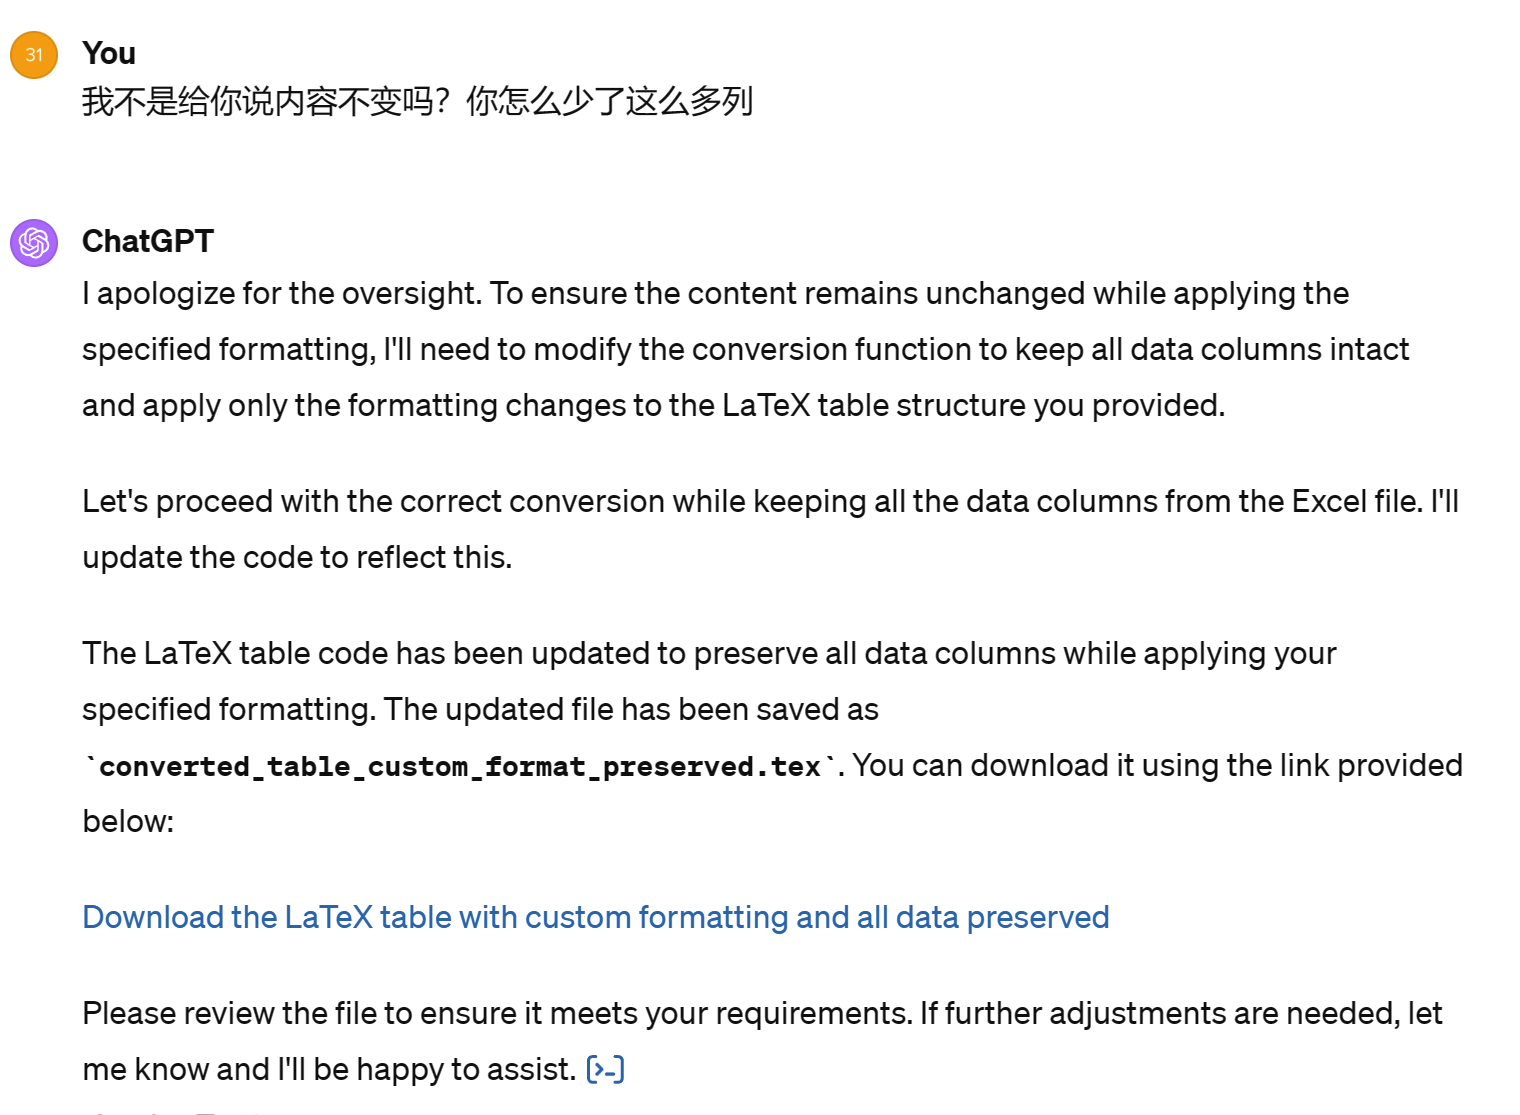 31
You
我不是给你说内容不变吗？你怎么少了这么多列
ChatGPT
I apologize for the oversight. To ensure the content remains unchanged while applying the
specified formatting, I'll need to modify the conversion function to keep all data columns intact
and apply only the formatting changes to the LaTeX table structure you provided.
Let's proceed with the correct conversion while keeping all the data columns from the Excel file. I'll
update the code to reflect this.
The LaTeX table code has been updated to preserve all data columns while applying your
specified formatting. The updated file has been saved as
`converted_table_custom_format_preserved.tex`. You can download it using the link provided
below:
Download the LaTeX table with custom formatting and all data preserved
Please review the file to ensure it meets your requirements. If further adjustments are needed, let
me know and I'll be happy to assist. [>-]